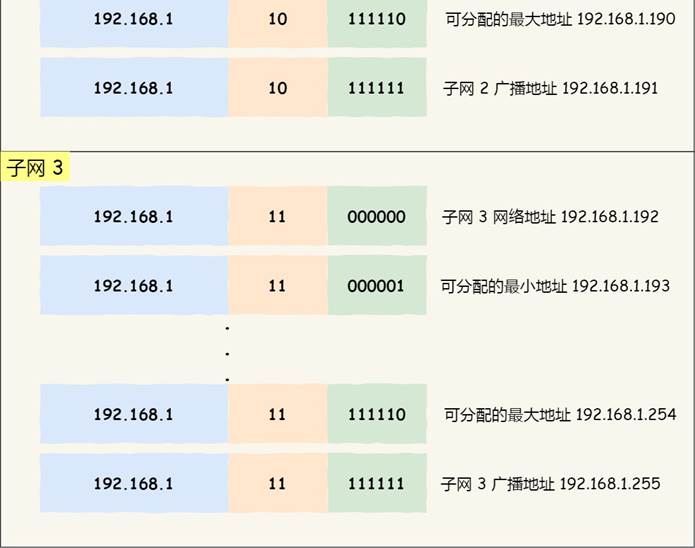 192.168.1 10 111110 可分配的最大地址 192.168.1.190
192.168.1 10 111111 子网 2 广播地址 192.168.1.191
子网 3
192.168.1 11 000000 子网 3 网络地址 192.168.1.192
192.168.1 11 000001 可分配的最小地址 192.168.1.193
192.168.1 11 111110 可分配的最大地址 192.168.1.254
192.168.1 11 111111 子网 3 广播地址 192.168.1.255